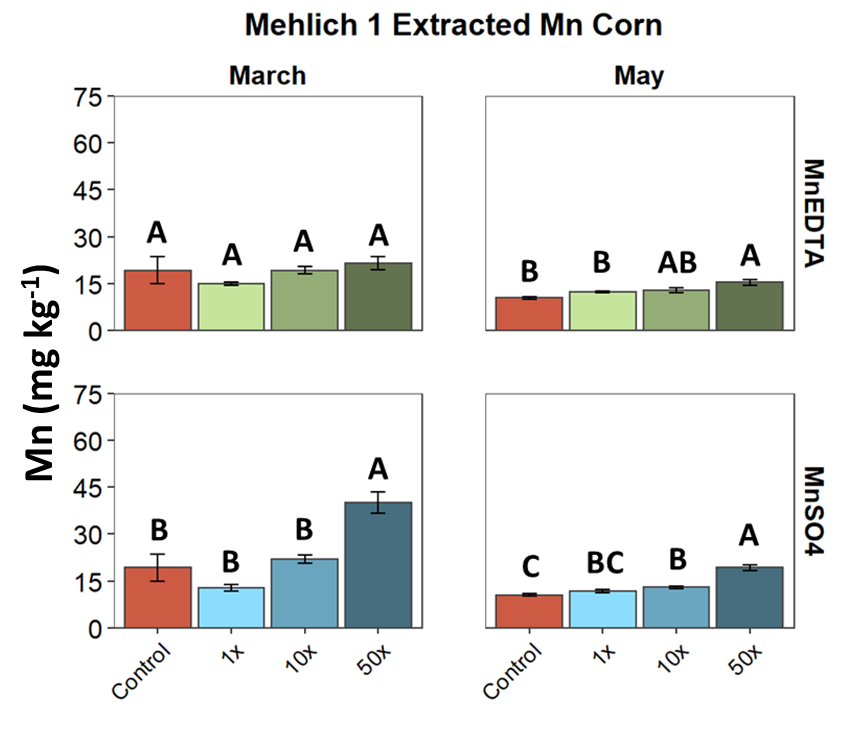 Mehlich 1 Extracted Mn Corn
March
May
75
60
45
30
15
0
A
A
A
A
B
B
AB
A
MnEDTA
Mn (mg kg-1)
75
60
45
30
15
0
B
B
B
A
C
BC
B
A
MnSO4
Control
1x
10x
50x
Control
1x
10x
50x